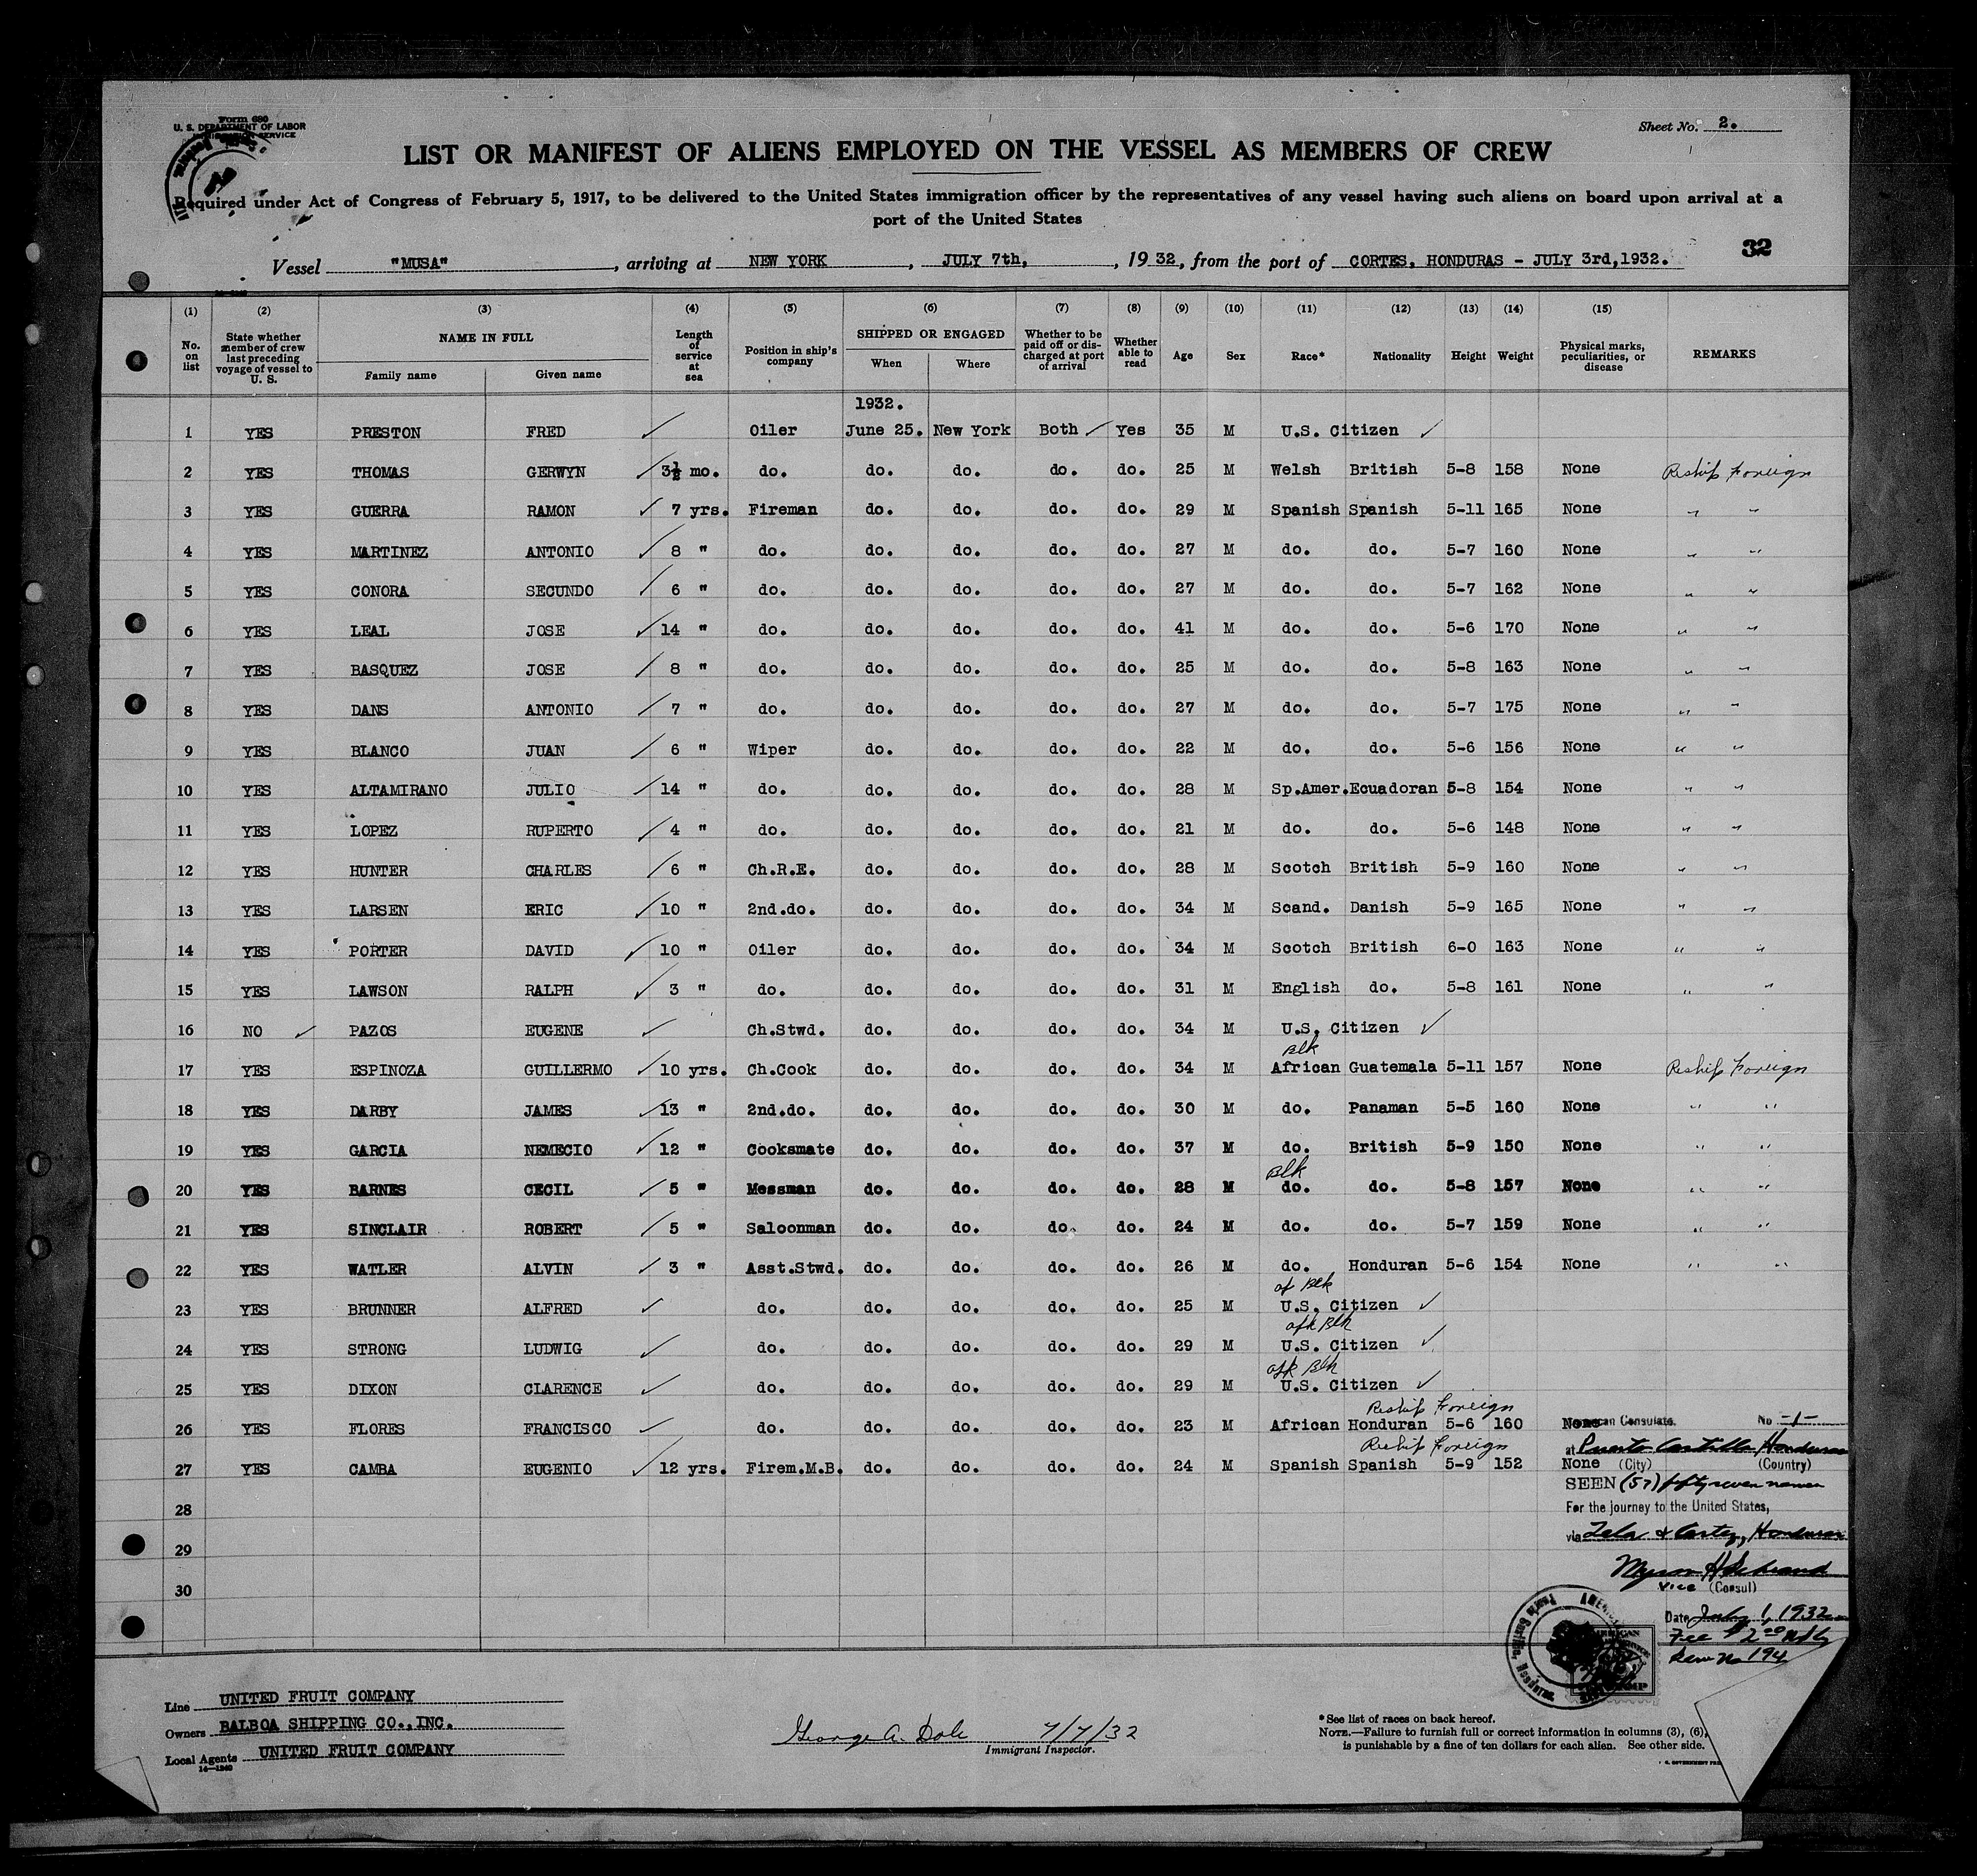 Form 680
U. S. DEPARTMENT OF LABOR
IMMIGRATION SERVICE
Sheet No. 2.
LIST OR MANIFEST OF ALIENS EMPLOYED ON THE VESSEL AS MEMBERS OF CREW
Required under Act of Congress of February 5, 1917, to be delivered to the United States immigration officer by the representatives of any vessel having such aliens on board upon arrival at a
port of the United States
32
Vessel "MUSA", arriving at NEW YORK, JULY 7th, 1932, from the port of CORTES, HONDURAS - JULY 3rd,1932.
(1) (2) (3) (4) (5) (6) (7) (8) (9) (10) (11) (12) (13) (14) (15)
No. on list
State whether member of crew last preceding voyage of vessel to U. S.
NAME IN FULL
Family name Given name
Length of service at sea
Position in ship's company
SHIPPED OR ENGAGED
When Where
Whether to be paid off or discharged at port of arrival
Whether able to read
Age Sex Race* Nationality Height Weight
Physical marks, peculiarities, or disease
REMARKS
1932.
1 YES PRESTON FRED ✓ Oiler June 25. New York Both ✓ Yes 35 M U.S. Citizen ✓
2 YES THOMAS GERWYN ✓ 3½ mo. do. do. do. do. do. 25 M Welsh British 5-8 158 None Reship Foreign
3 YES GUERRA RAMON ✓ 7 yrs. Fireman do. do. do. do. 29 M Spanish Spanish 5-11 165 None " "
4 YES MARTINEZ ANTONIO ✓ 8 " do. do. do. do. do. 27 M do. do. 5-7 160 None " "
5 YES CONORA SECUNDO ✓ 6 " do. do. do. do. do. 27 M do. do. 5-7 162 None " "
6 YES LEAL JOSE ✓ 14 " do. do. do. do. do. 41 M do. do. 5-6 170 None " "
7 YES BASQUEZ JOSE ✓ 8 " do. do. do. do. do. 25 M do. do. 5-8 163 None " "
8 YES DANS ANTONIO ✓ 7 " do. do. do. do. do. 27 M do. do. 5-7 175 None " "
9 YES BLANCO JUAN ✓ 6 " Wiper do. do. do. do. 22 M do. do. 5-6 156 None " "
10 YES ALTAMIRANO JULIO ✓ 14 " do. do. do. do. do. 28 M Sp.Amer. Ecuadoran 5-8 154 None " "
11 YES LOPEZ RUPERTO ✓ 4 " do. do. do. do. do. 21 M do. do. 5-6 148 None " "
12 YES HUNTER CHARLES ✓ 6 " Ch.R.E. do. do. do. do. 28 M Scotch British 5-9 160 None " "
13 YES LARSEN ERIC ✓ 10 " 2nd.do. do. do. do. do. 34 M Scand. Danish 5-9 165 None " "
14 YES PORTER DAVID ✓ 10 " Oiler do. do. do. do. 34 M Scotch British 6-0 163 None " "
15 YES LAWSON RALPH ✓ 3 " do. do. do. do. do. 31 M English do. 5-8 161 None " "
16 NO ✓ PAZOS EUGENE ✓ Ch.Stwd. do. do. do. do. 34 M U.S. Citizen ✓
Blk
17 YES ESPINOZA GUILLERMO ✓ 10 yrs. Ch.Cook do. do. do. do. 34 M African Guatemala 5-11 157 None Reship Foreign
18 YES DARBY JAMES ✓ 13 " 2nd.do. do. do. do. do. 30 M do. Panaman 5-5 160 None " "
19 YES GARCIA NEMECIO ✓ 12 " Cooksmate do. do. do. do. 37 M do. British 5-9 150 None " "
Blk
20 YES BARNES CECIL ✓ 5 " Messman do. do. do. do. 28 M do. do. 5-8 157 None " "
21 YES SINCLAIR ROBERT ✓ 5 " Saloonman do. do. do. do. 24 M do. do. 5-7 159 None " "
22 YES WATLER ALVIN ✓ 3 " Asst.Stwd. do. do. do. do. 26 M do. Honduran 5-6 154 None " "
af Blk
23 YES BRUNNER ALFRED ✓ do. do. do. do. do. 25 M U.S. Citizen ✓
afk Blk
24 YES STRONG LUDWIG ✓ do. do. do. do. do. 29 M U.S. Citizen ✓
afk Blk
25 YES DIXON CLARENCE ✓ do. do. do. do. do. 29 M U.S. Citizen ✓
Reship Foreign
26 YES FLORES FRANCISCO ✓ do. do. do. do. do. 23 M African Honduran 5-6 160 None
Reship Foreign
27 YES CAMBA EUGENIO ✓ 12 yrs. Firem.M.B. do. do. do. do. 24 M Spanish Spanish 5-9 152 None
28
29
30
American Consulate. No -1-
at Puerto Castilla Honduras
(City) (Country)
SEEN (57) fifty seven names
For the journey to the United States,
via Tela & Cortez, Honduras
Vice (Consul)
Date July 1, 1932
Fee $2.00
194
Line UNITED FRUIT COMPANY
Owners BALBOA SHIPPING CO.,INC.
Local Agents UNITED FRUIT COMPANY
14—1240
George A. Dole 7/7/32
Immigrant Inspector.
*See list of races on back hereof.
NOTE.—Failure to furnish full or correct information in columns (3), (6),
is punishable by a fine of ten dollars for each alien. See other side.